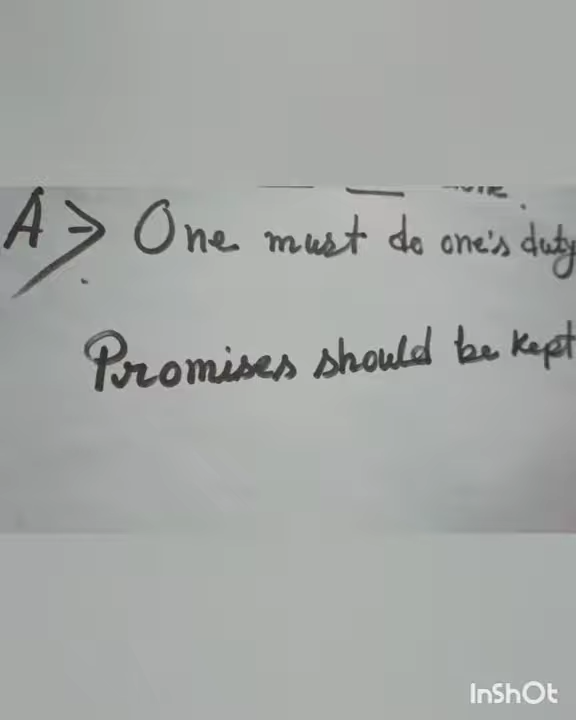 A → One must do one's duty
Promises should be kept
InShOt